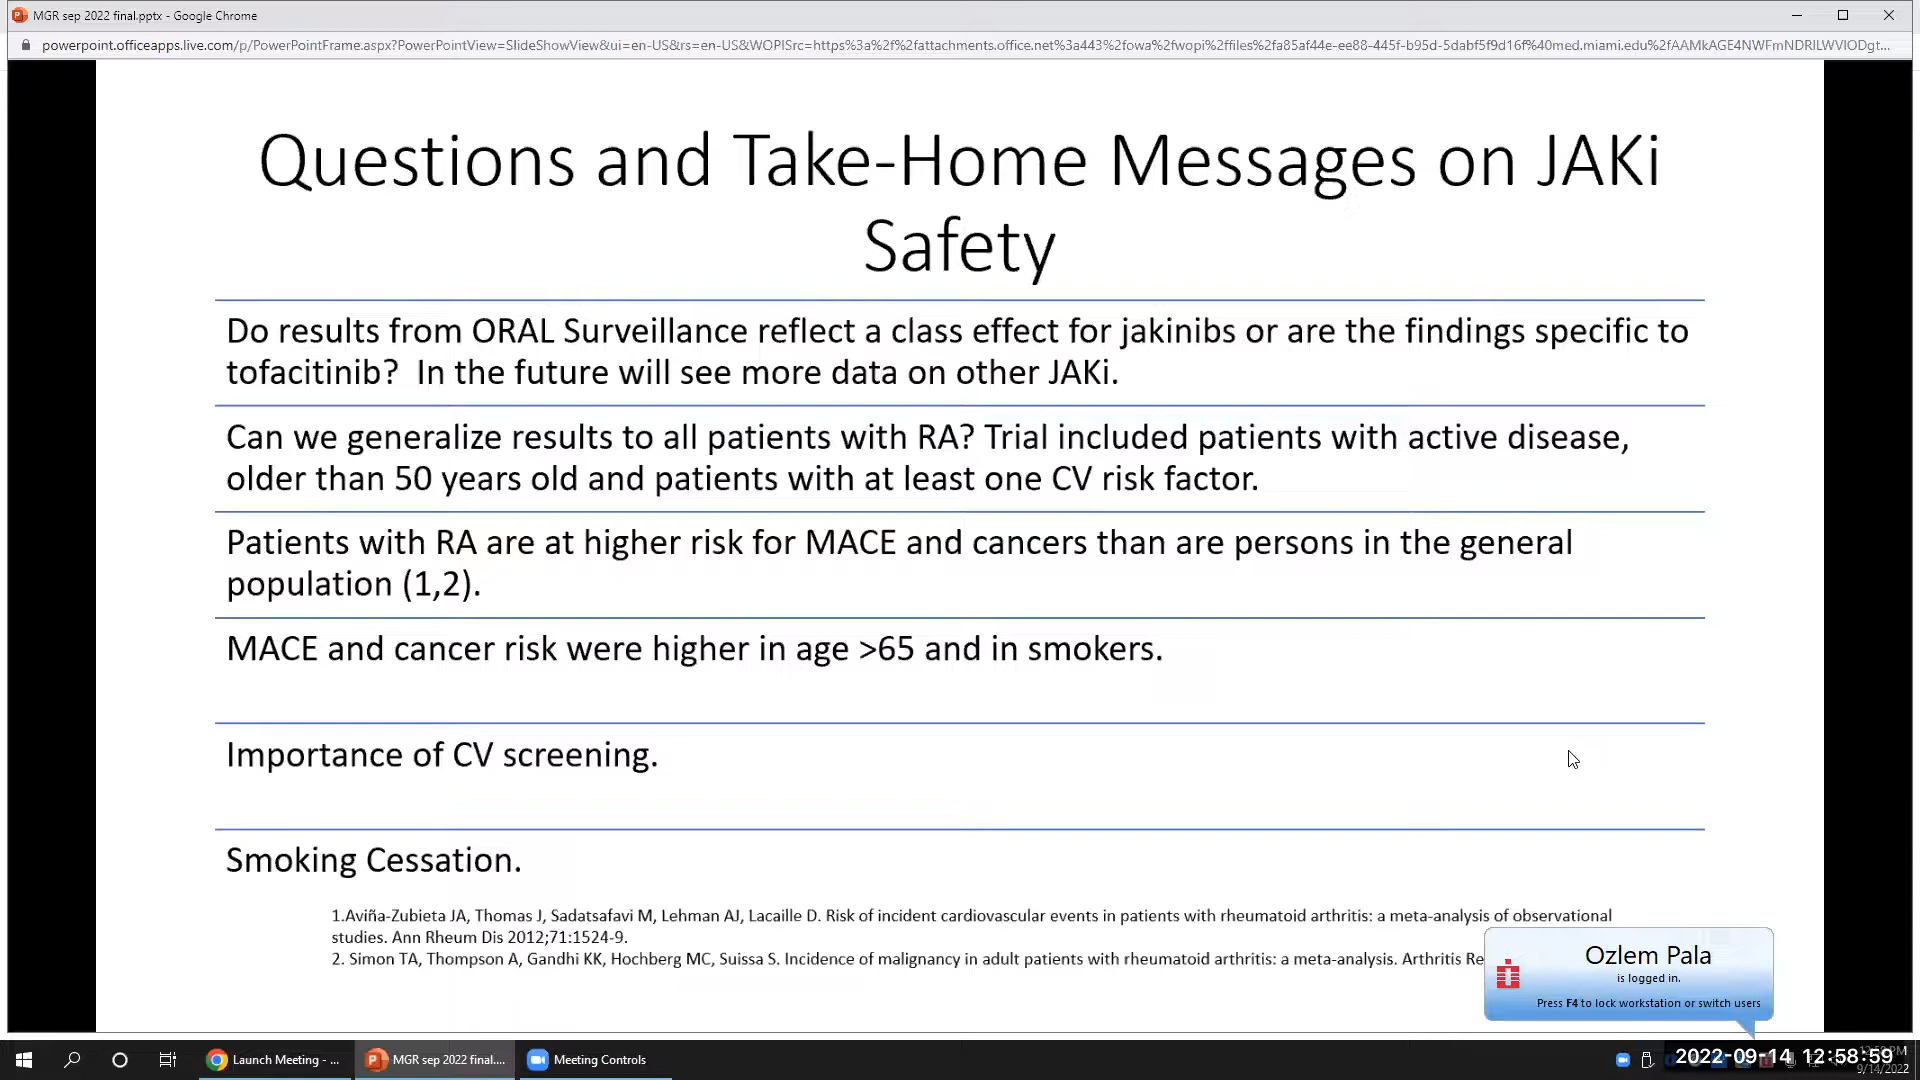 MGR sep 2022 final.pptx - Google Chrome
powerpoint.officeapps.live.com/p/PowerPointFrame.aspx?PowerPointView=SlideShowView&ui=en-US&rs=en-US&WOPISrc=https%3a%2f%2fattachments.office.net%3a443%2fowa%2fwopi%2ffiles%2fa85af44e-ee88-445f-b95d-5dabf5f9d16f%40med.miami.edu%2fAAMkAGE4NWFmNDRlLWVlODgt...
Questions and Take-Home Messages on JAKi
Safety
Do results from ORAL Surveillance reflect a class effect for jakinibs or are the findings specific to
tofacitinib?  In the future will see more data on other JAKi.
Can we generalize results to all patients with RA? Trial included patients with active disease,
older than 50 years old and patients with at least one CV risk factor.
Patients with RA are at higher risk for MACE and cancers than are persons in the general
population (1,2).
MACE and cancer risk were higher in age >65 and in smokers.
Importance of CV screening.
Smoking Cessation.
1.Aviña-Zubieta JA, Thomas J, Sadatsafavi M, Lehman AJ, Lacaille D. Risk of incident cardiovascular events in patients with rheumatoid arthritis: a meta-analysis of observational
studies. Ann Rheum Dis 2012;71:1524-9.
2. Simon TA, Thompson A, Gandhi KK, Hochberg MC, Suissa S. Incidence of malignancy in adult patients with rheumatoid arthritis: a meta-analysis. Arthritis Re
Ozlem Pala
is logged in.
Press F4 to lock workstation or switch users
Launch Meeting - ...
MGR sep 2022 final....
Meeting Controls
2022-09-14 12:58:59
9/14/2022